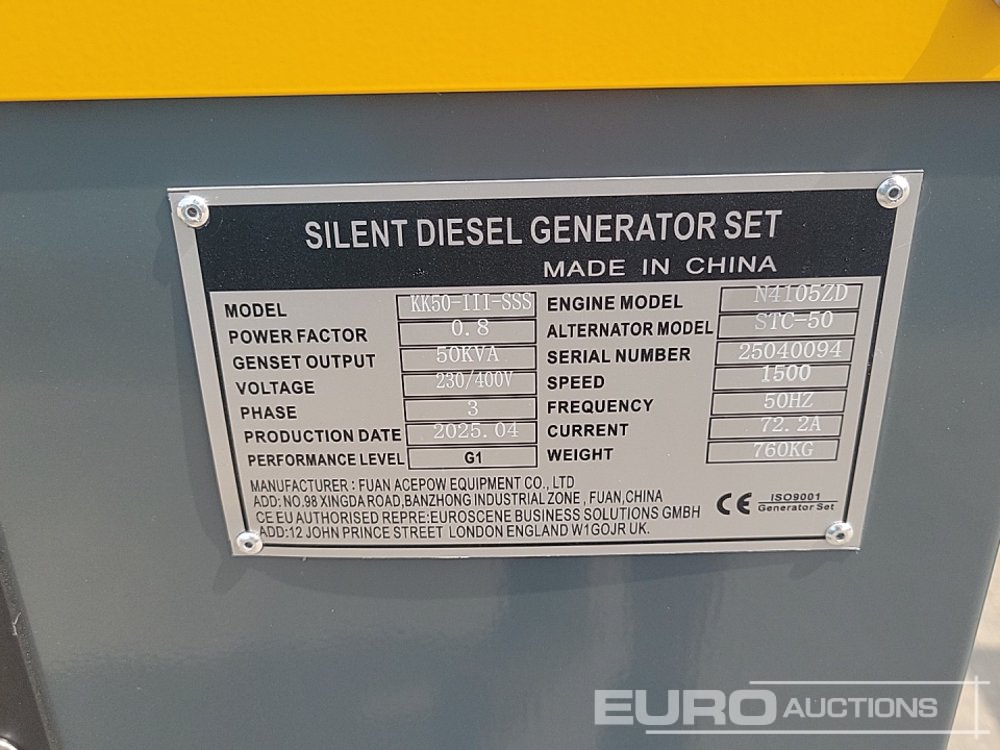 SILENT DIESEL GENERATOR SET
MADE IN CHINA
MODEL KK50-III-SSS ENGINE MODEL N4105ZD
POWER FACTOR 0.8 ALTERNATOR MODEL STC-50
GENSET OUTPUT 50KVA SERIAL NUMBER 25040094
VOLTAGE 230/400V SPEED 1500
PHASE 3 FREQUENCY 50HZ
PRODUCTION DATE 2025.04 CURRENT 72.2A
PERFORMANCE LEVEL G1 WEIGHT 760KG
MANUFACTURER : FUAN ACEPOW EQUIPMENT CO., LTD
ADD: NO.98 XINGDA ROAD,BANZHONG INDUSTRIAL ZONE , FUAN,CHINA
CE EU AUTHORISED REPRE:EUROSCENE BUSINESS SOLUTIONS GMBH
ADD:12 JOHN PRINCE STREET LONDON ENGLAND W1GOJR UK.
CE ISO9001
Generator Set
EURO AUCTIONS